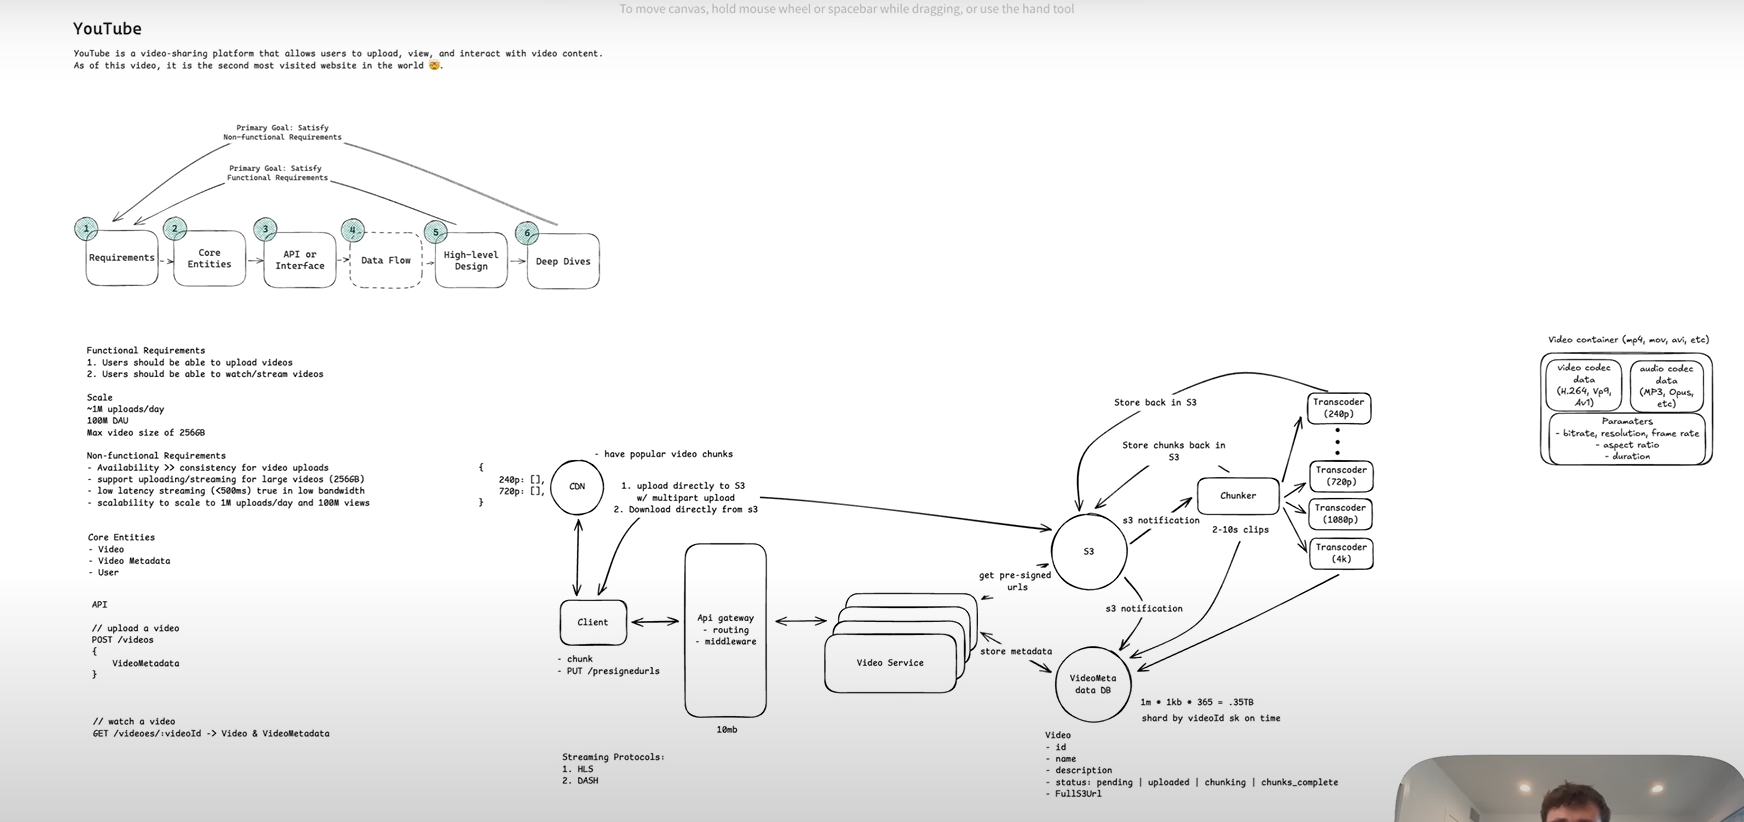 To move canvas, hold mouse wheel or spacebar while dragging, or use the hand tool
YouTube
YouTube is a video-sharing platform that allows users to upload, view, and interact with video content.
As of this video, it is the second most visited website in the world 🤯.
Primary Goal: Satisfy
Non-functional Requirements
Primary Goal: Satisfy
Functional Requirements
1
Requirements
2
Core
Entities
3
API or
Interface
4
Data Flow
5
High-level
Design
6
Deep Dives
Functional Requirements
1. Users should be able to upload videos
2. Users should be able to watch/stream videos
Scale
~1M uploads/day
100M DAU
Max video size of 256GB
Non-functional Requirements
- Availability >> consistency for video uploads
- support uploading/streaming for large videos (256GB)
- low latency streaming (<500ms) true in low bandwidth
- scalability to scale to 1M uploads/day and 100M views
Core Entities
- Video
- Video Metadata
- User
API
// upload a video
POST /videos
{
VideoMetadata
}
// watch a video
GET /videoes/:videoId -> Video & VideoMetadata
{
240p: [],
720p: [],
}
CDN
- have popular video chunks
1. upload directly to S3
w/ multipart upload
2. Download directly from s3
Client
- chunk
- PUT /presignedurls
Api gateway
- routing
- middleware
10mb
Streaming Protocols:
1. HLS
2. DASH
Video Service
get pre-signed
urls
store metadata
S3
s3 notification
s3 notification
Store back in S3
Store chunks back in
S3
Chunker
2-10s clips
Transcoder
(240p)
Transcoder
(720p)
Transcoder
(1080p)
Transcoder
(4k)
VideoMeta
data DB
1m * 1kb * 365 = .35TB
shard by videoId sk on time
Video
- id
- name
- description
- status: pending | uploaded | chunking | chunks_complete
- FullS3Url
Video container (mp4, mov, avi, etc)
video codec
data
(H.264, Vp9,
Av1)
audio codec
data
(MP3, Opus,
etc)
Paramaters
- bitrate, resolution, frame rate
- aspect ratio
- duration